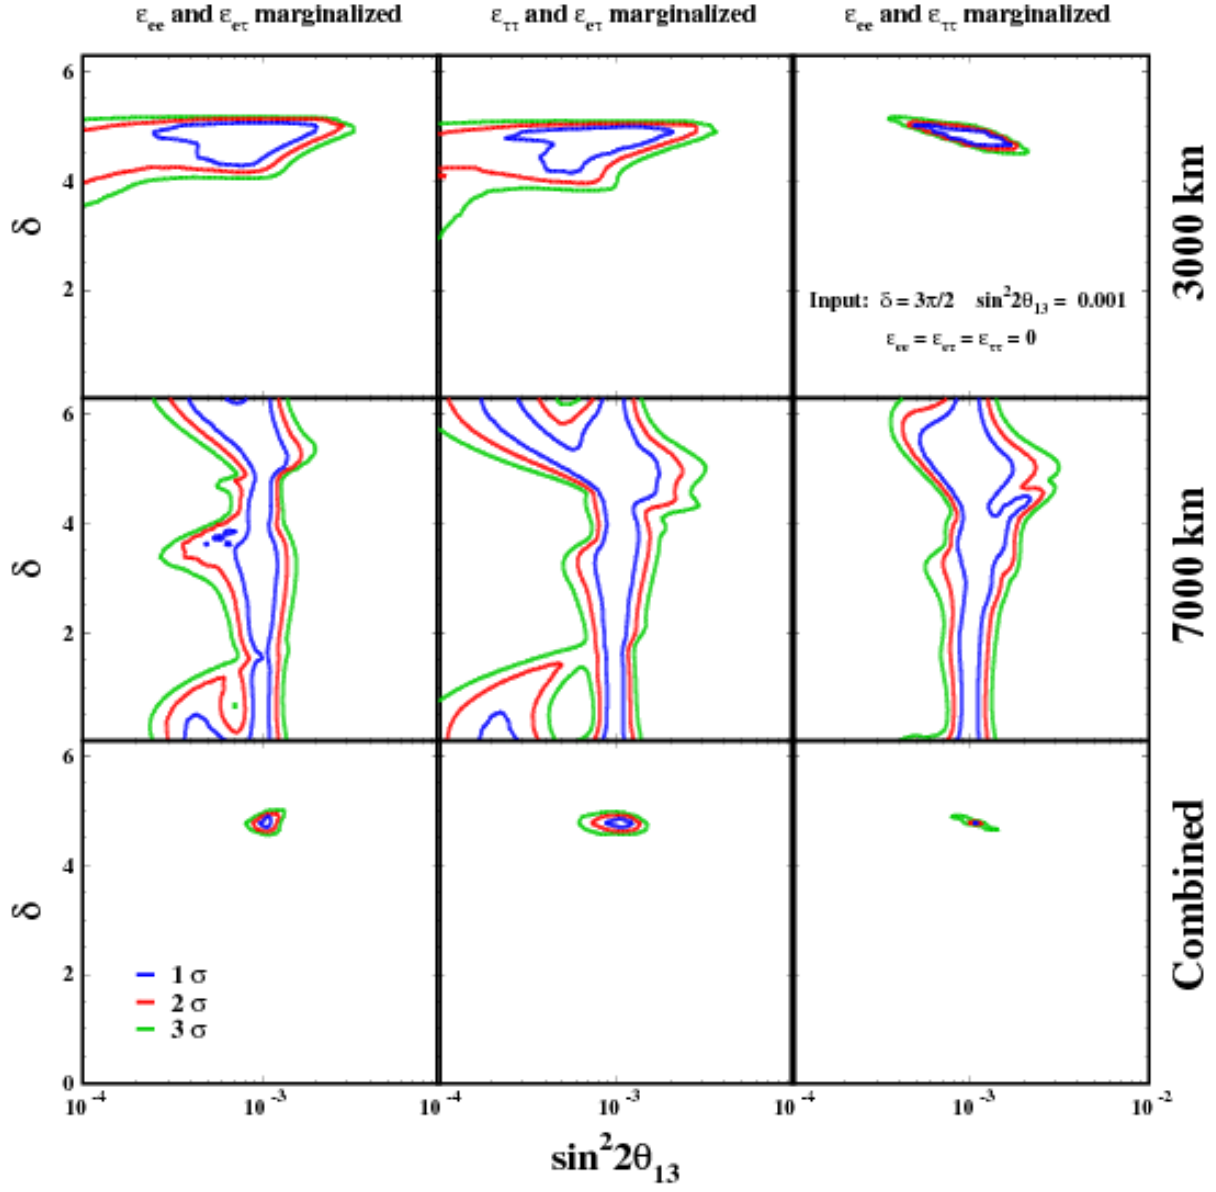 ε_ee and ε_eτ marginalized
ε_ττ and ε_eτ marginalized
ε_ee and ε_ττ marginalized
6
4
2
δ
3000 km
Input: δ = 3π/2 sin²2θ₁₃ = 0.001
ε_ee = ε_eτ = ε_ττ = 0
6
4
2
δ
7000 km
6
4
2
0
δ
Combined
1 σ
2 σ
3 σ
10⁻⁴
10⁻³
10⁻⁴
10⁻³
10⁻⁴
10⁻³
10⁻²
sin²2θ₁₃